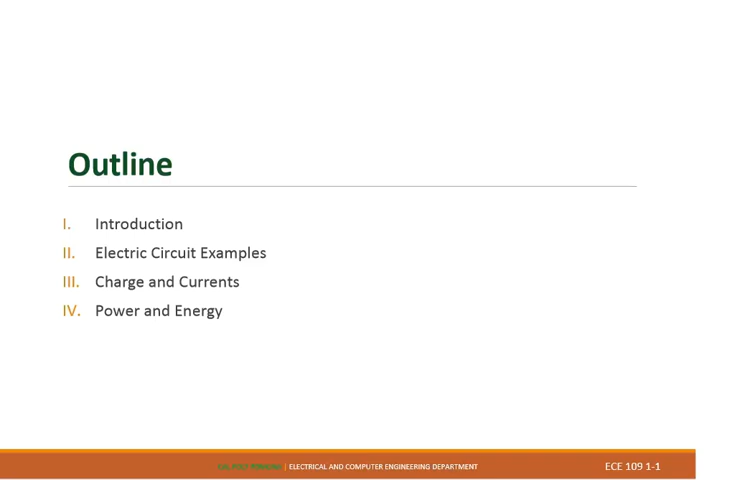 Outline
I. Introduction
II. Electric Circuit Examples
III. Charge and Currents
IV. Power and Energy
CAL POLY POMONA | ELECTRICAL AND COMPUTER ENGINEERING DEPARTMENT
ECE 109 1-1